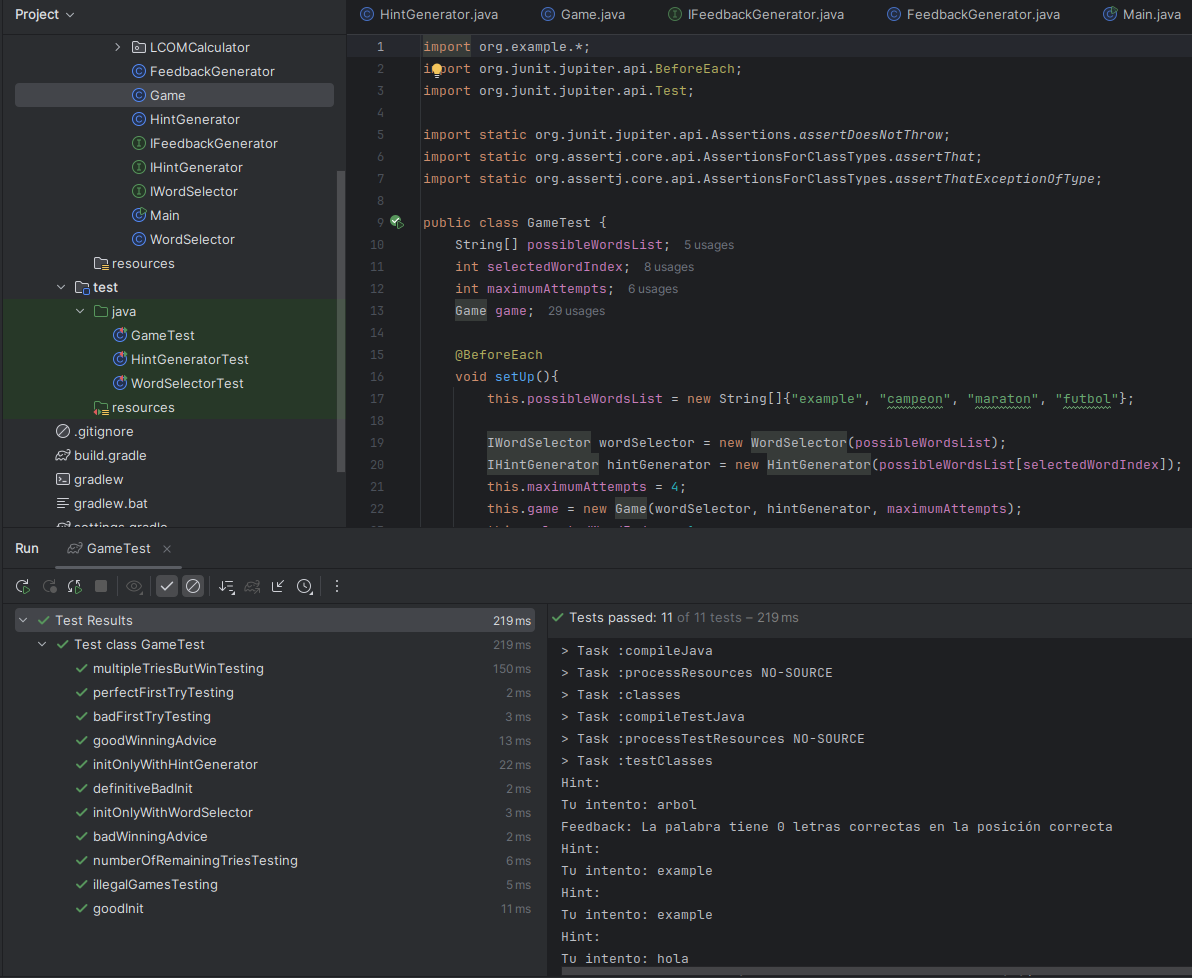 Project
LCOMCalculator
FeedbackGenerator
Game
HintGenerator
IFeedbackGenerator
IHintGenerator
IWordSelector
Main
WordSelector
resources
test
java
GameTest
HintGeneratorTest
WordSelectorTest
resources
.gitignore
build.gradle
gradlew
gradlew.bat
settings.gradle
HintGenerator.java
Game.java
IFeedbackGenerator.java
FeedbackGenerator.java
Main.java
1 import org.example.*;
2 import org.junit.jupiter.api.BeforeEach;
3 import org.junit.jupiter.api.Test;
4
5 import static org.junit.jupiter.api.Assertions.assertDoesNotThrow;
6 import static org.assertj.core.api.AssertionsForClassTypes.assertThat;
7 import static org.assertj.core.api.AssertionsForClassTypes.assertThatExceptionOfType;
8
9 public class GameTest {
10 String[] possibleWordsList; 5 usages
11 int selectedWordIndex; 8 usages
12 int maximumAttempts; 6 usages
13 Game game; 29 usages
14
15 @BeforeEach
16 void setUp(){
17 this.possibleWordsList = new String[]{"example", "campeon", "maraton", "futbol"};
18
19 IWordSelector wordSelector = new WordSelector(possibleWordsList);
20 IHintGenerator hintGenerator = new HintGenerator(possibleWordsList[selectedWordIndex]);
21 this.maximumAttempts = 4;
22 this.game = new Game(wordSelector, hintGenerator, maximumAttempts);
Run
GameTest
Test Results 219 ms
Test class GameTest 219 ms
multipleTriesButWinTesting 150 ms
perfectFirstTryTesting 2 ms
badFirstTryTesting 3 ms
goodWinningAdvice 13 ms
initOnlyWithHintGenerator 22 ms
definitiveBadInit 2 ms
initOnlyWithWordSelector 3 ms
badWinningAdvice 2 ms
numberOfRemainingTriesTesting 6 ms
illegalGamesTesting 5 ms
goodInit 11 ms
Tests passed: 11 of 11 tests – 219 ms
> Task :compileJava
> Task :processResources NO-SOURCE
> Task :classes
> Task :compileTestJava
> Task :processTestResources NO-SOURCE
> Task :testClasses
Hint:
Tu intento: arbol
Feedback: La palabra tiene 0 letras correctas en la posición correcta
Hint:
Tu intento: example
Hint:
Tu intento: example
Hint:
Tu intento: hola